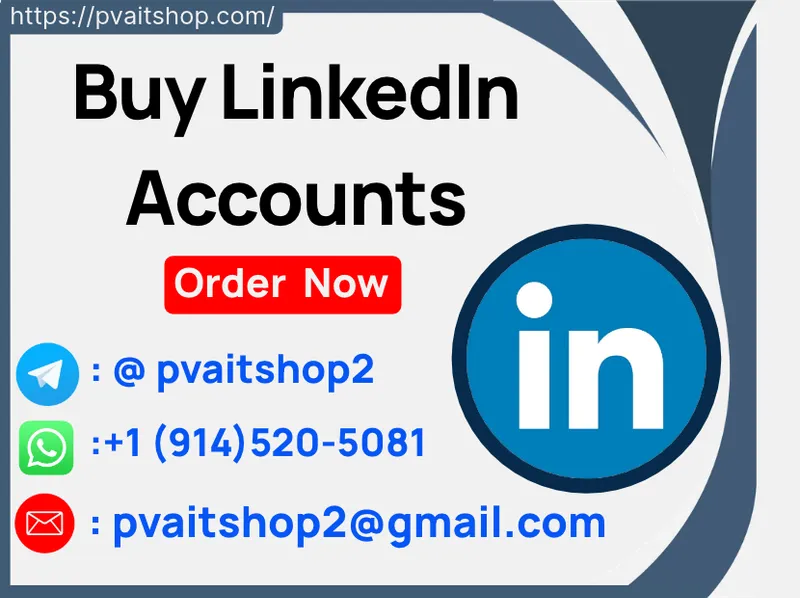 https://pvaitshop.com/
Buy LinkedIn
Accounts
Order Now
: @ pvaitshop2
:+1 (914)520-5081
: pvaitshop2@gmail.com
in